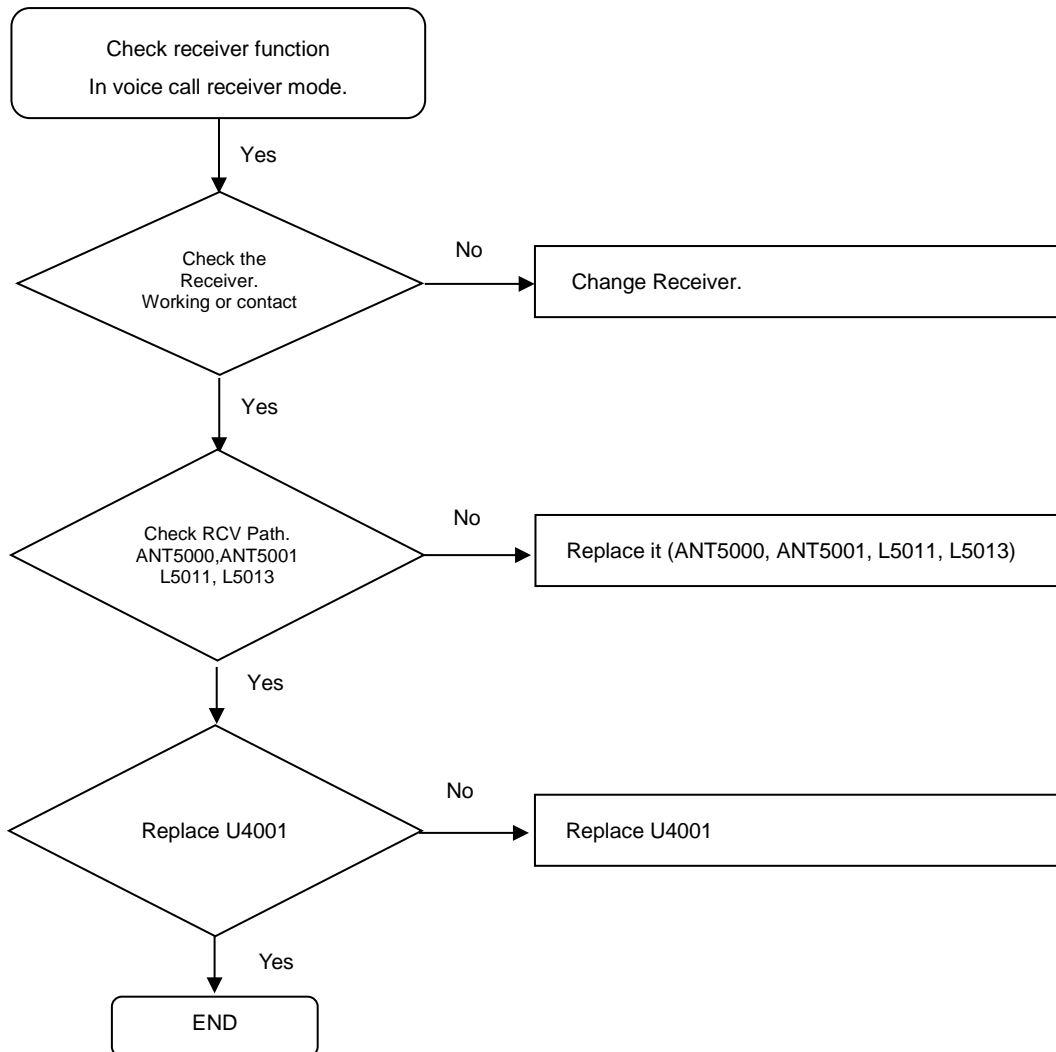 Check receiver function
In voice call receiver mode.
Yes
Check the
Receiver.
Working or contact
No
Change Receiver.
Yes
Check RCV Path.
ANT5000,ANT5001
L5011, L5013
No
Replace it (ANT5000, ANT5001, L5011, L5013)
Yes
Replace U4001
No
Replace U4001
Yes
END